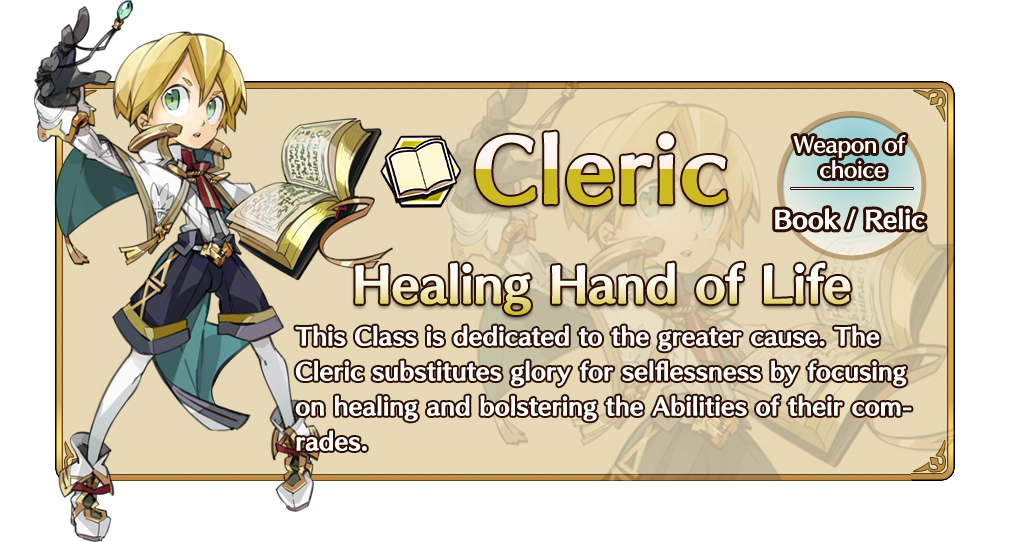 Cleric
Weapon of
choice
Book / Relic
Healing Hand of Life
This Class is dedicated to the greater cause. The
Cleric substitutes glory for selflessness by focusing
on healing and bolstering the Abilities of their com-
rades.